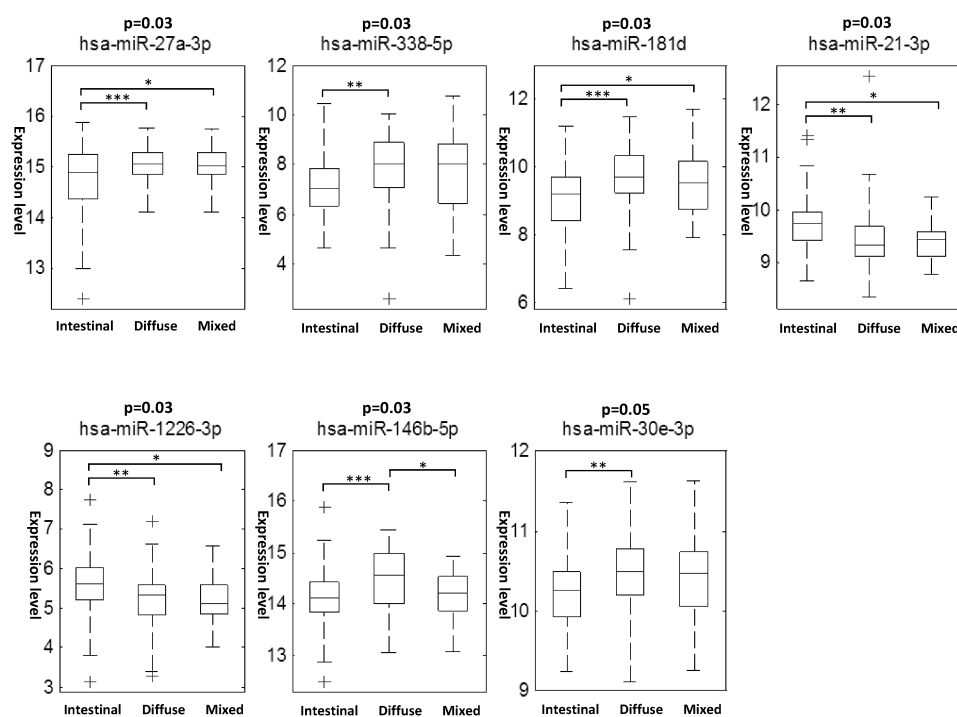 p=0.03
hsa-miR-27a-3p
Expression level
17
16
15
14
13
*
***
Intestinal Diffuse Mixed
p=0.03
hsa-miR-338-5p
Expression level
12
10
8
6
4
**
Intestinal Diffuse Mixed
p=0.03
hsa-miR-181d
Expression level
12
10
8
6
*
***
Intestinal Diffuse Mixed
p=0.03
hsa-miR-21-3p
Expression level
12
11
10
9
*
**
Intestinal Diffuse Mixed
p=0.03
hsa-miR-1226-3p
Expression level
9
8
7
6
5
4
3
*
**
Intestinal Diffuse Mixed
p=0.03
hsa-miR-146b-5p
Expression level
17
16
15
14
13
***
*
Intestinal Diffuse Mixed
p=0.05
hsa-miR-30e-3p
Expression level
12
11
10
9
**
Intestinal Diffuse Mixed